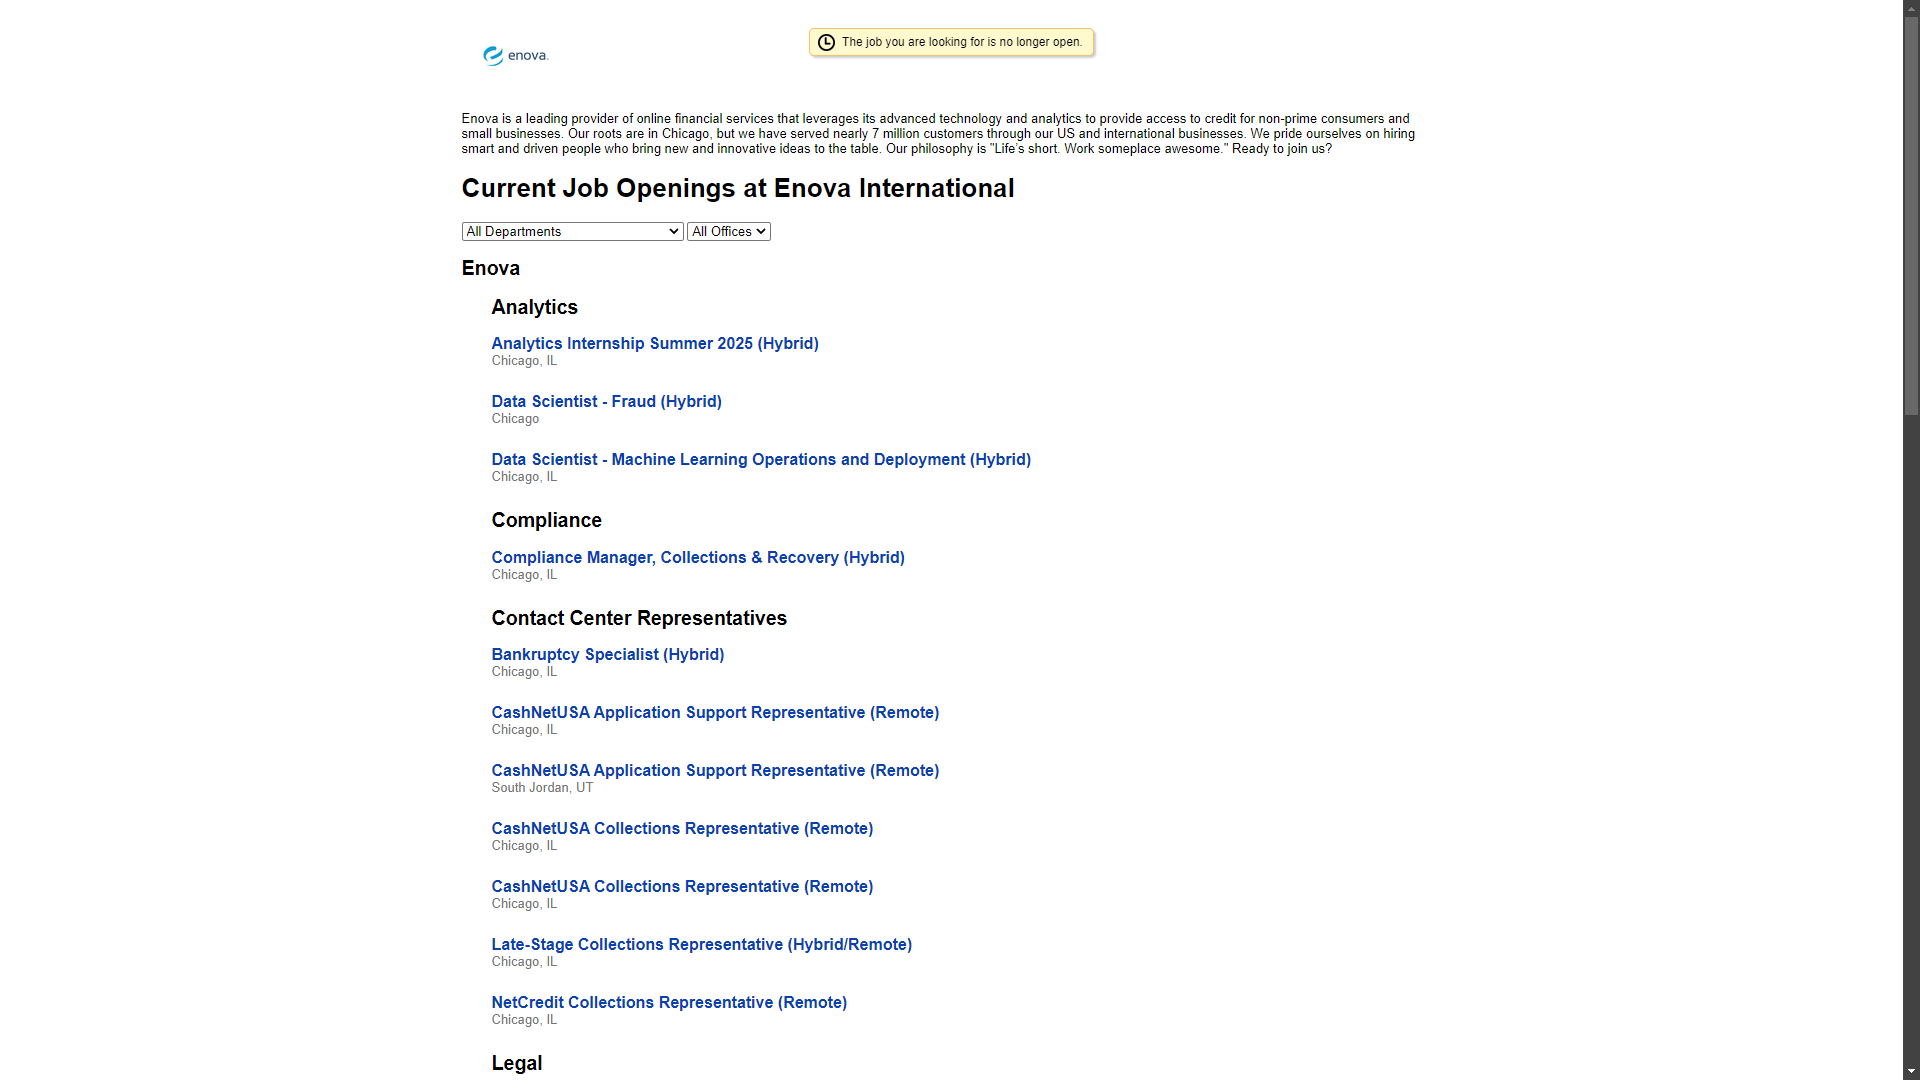 enova.
The job you are looking for is no longer open.
Enova is a leading provider of online financial services that leverages its advanced technology and analytics to provide access to credit for non-prime consumers and
small businesses. Our roots are in Chicago, but we have served nearly 7 million customers through our US and international businesses. We pride ourselves on hiring
smart and driven people who bring new and innovative ideas to the table. Our philosophy is "Life's short. Work someplace awesome." Ready to join us?
Current Job Openings at Enova International
All Departments All Offices
Enova
Analytics
Analytics Internship Summer 2025 (Hybrid)
Chicago, IL
Data Scientist - Fraud (Hybrid)
Chicago
Data Scientist - Machine Learning Operations and Deployment (Hybrid)
Chicago, IL
Compliance
Compliance Manager, Collections & Recovery (Hybrid)
Chicago, IL
Contact Center Representatives
Bankruptcy Specialist (Hybrid)
Chicago, IL
CashNetUSA Application Support Representative (Remote)
Chicago, IL
CashNetUSA Application Support Representative (Remote)
South Jordan, UT
CashNetUSA Collections Representative (Remote)
Chicago, IL
CashNetUSA Collections Representative (Remote)
Chicago, IL
Late-Stage Collections Representative (Hybrid/Remote)
Chicago, IL
NetCredit Collections Representative (Remote)
Chicago, IL
Legal